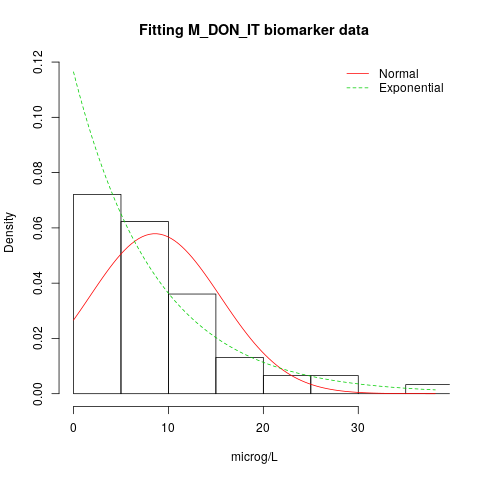 Fitting M_DON_IT biomarker data
Normal
Exponential
0.12
0.10
0.08
0.06
0.04
0.02
0.00
Density
0 10 20 30
microg/L